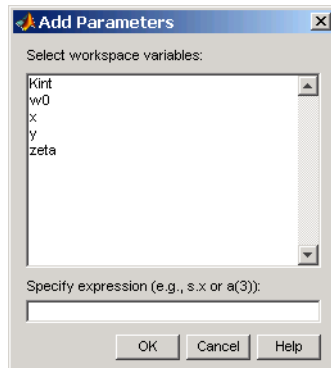 Add Parameters
Select workspace variables:
Kint
w0
x
y
zeta
Specify expression (e.g., s.x or a(3)):
OK Cancel Help